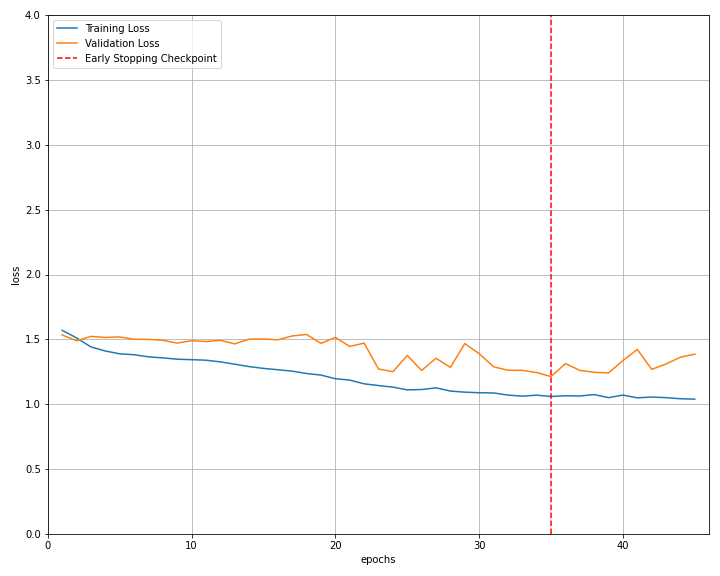 Training Loss
Validation Loss
Early Stopping Checkpoint
4.0
3.5
3.0
2.5
2.0
1.5
1.0
0.5
0.0
loss
0 10 20 30 40
epochs